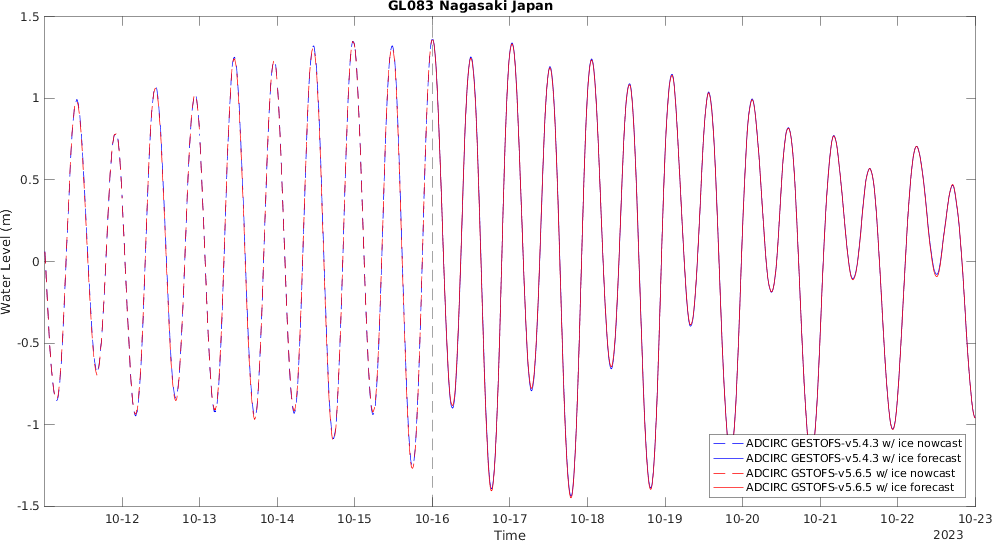 GL083 Nagasaki Japan
1.5
1
0.5
0
-0.5
-1
-1.5
Water Level (m)
ADCIRC GESTOFS-v5.4.3 w/ ice nowcast
ADCIRC GESTOFS-v5.4.3 w/ ice forecast
ADCIRC GSTOFS-v5.6.5 w/ ice nowcast
ADCIRC GSTOFS-v5.6.5 w/ ice forecast
10-12 10-13 10-14 10-15 10-16 10-17 10-18 10-19 10-20 10-21 10-22 10-23
Time
2023